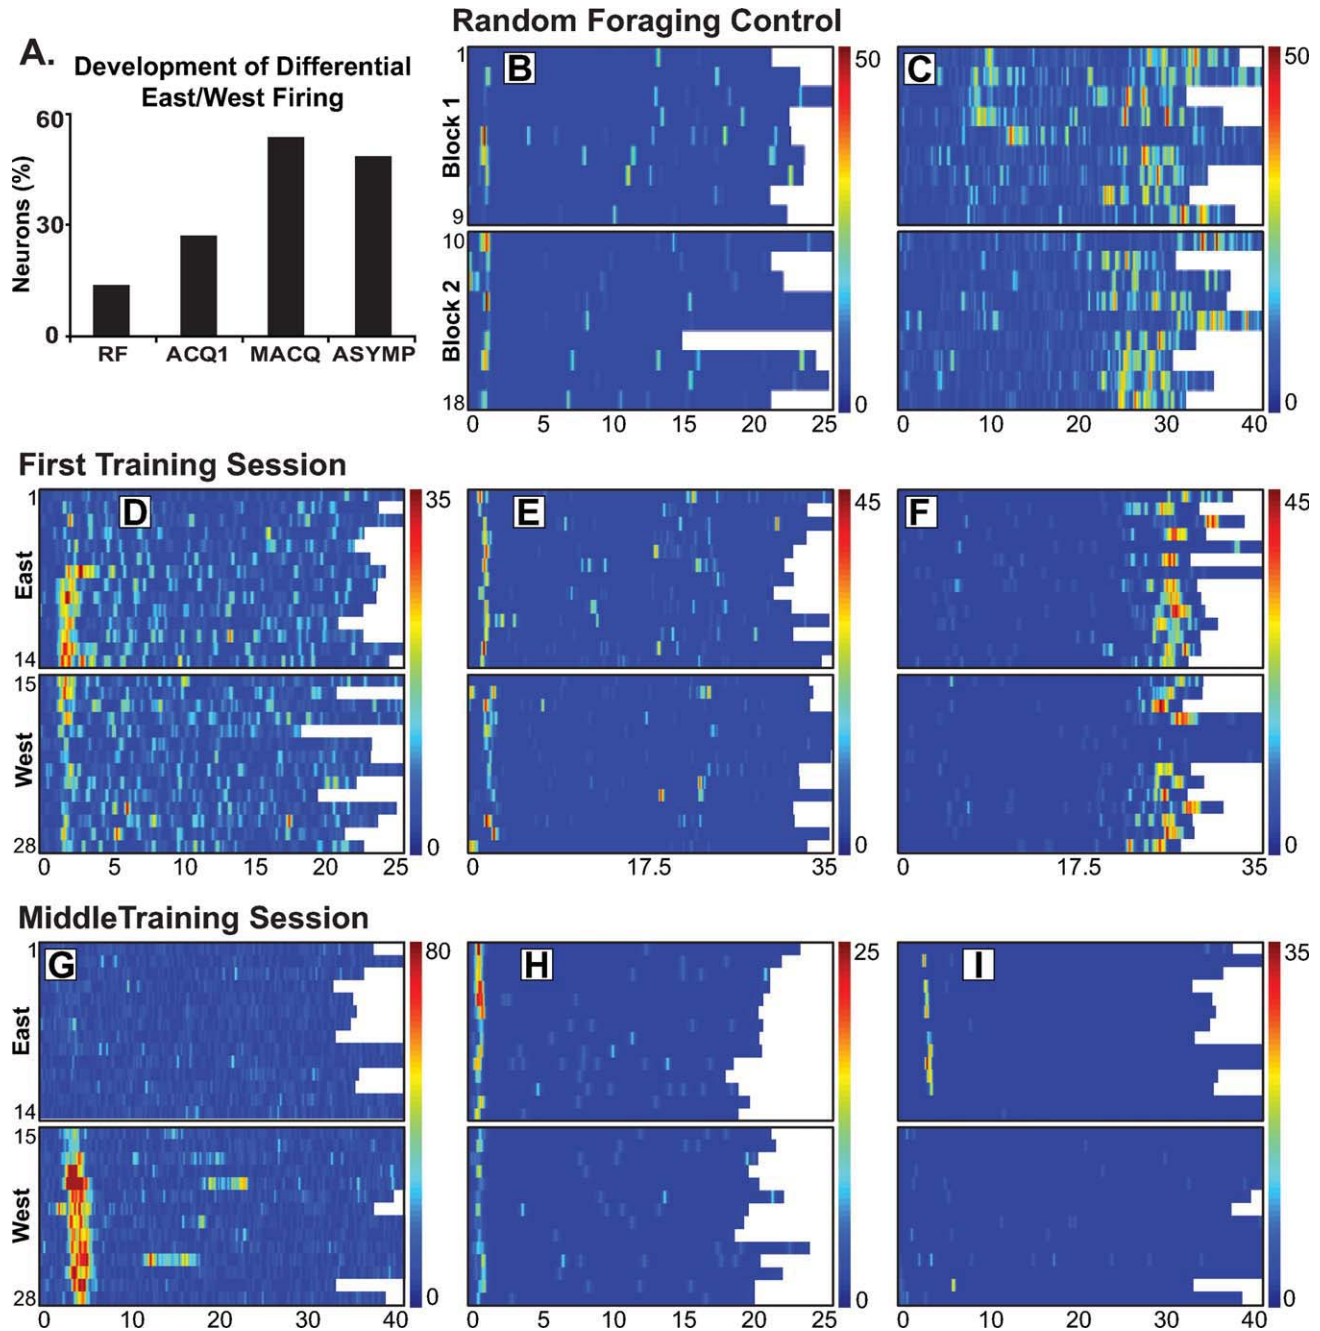 Random Foraging Control
A.
Development of Differential
East/West Firing
Neurons (%)
60
30
0
RF ACQ1 MACQ ASYMP
B
Block 1
1
9
Block 2
10
18
0 5 10 15 20 25
50
0
C
0 10 20 30 40
50
0
First Training Session
D
East
1
14
West
15
28
0 5 10 15 20 25
35
0
E
0 17.5 35
45
0
F
0 17.5 35
45
0
MiddleTraining Session
G
East
1
14
West
15
28
0 10 20 30 40
80
0
H
0 5 10 15 20 25
25
0
I
0 10 20 30 40
35
0